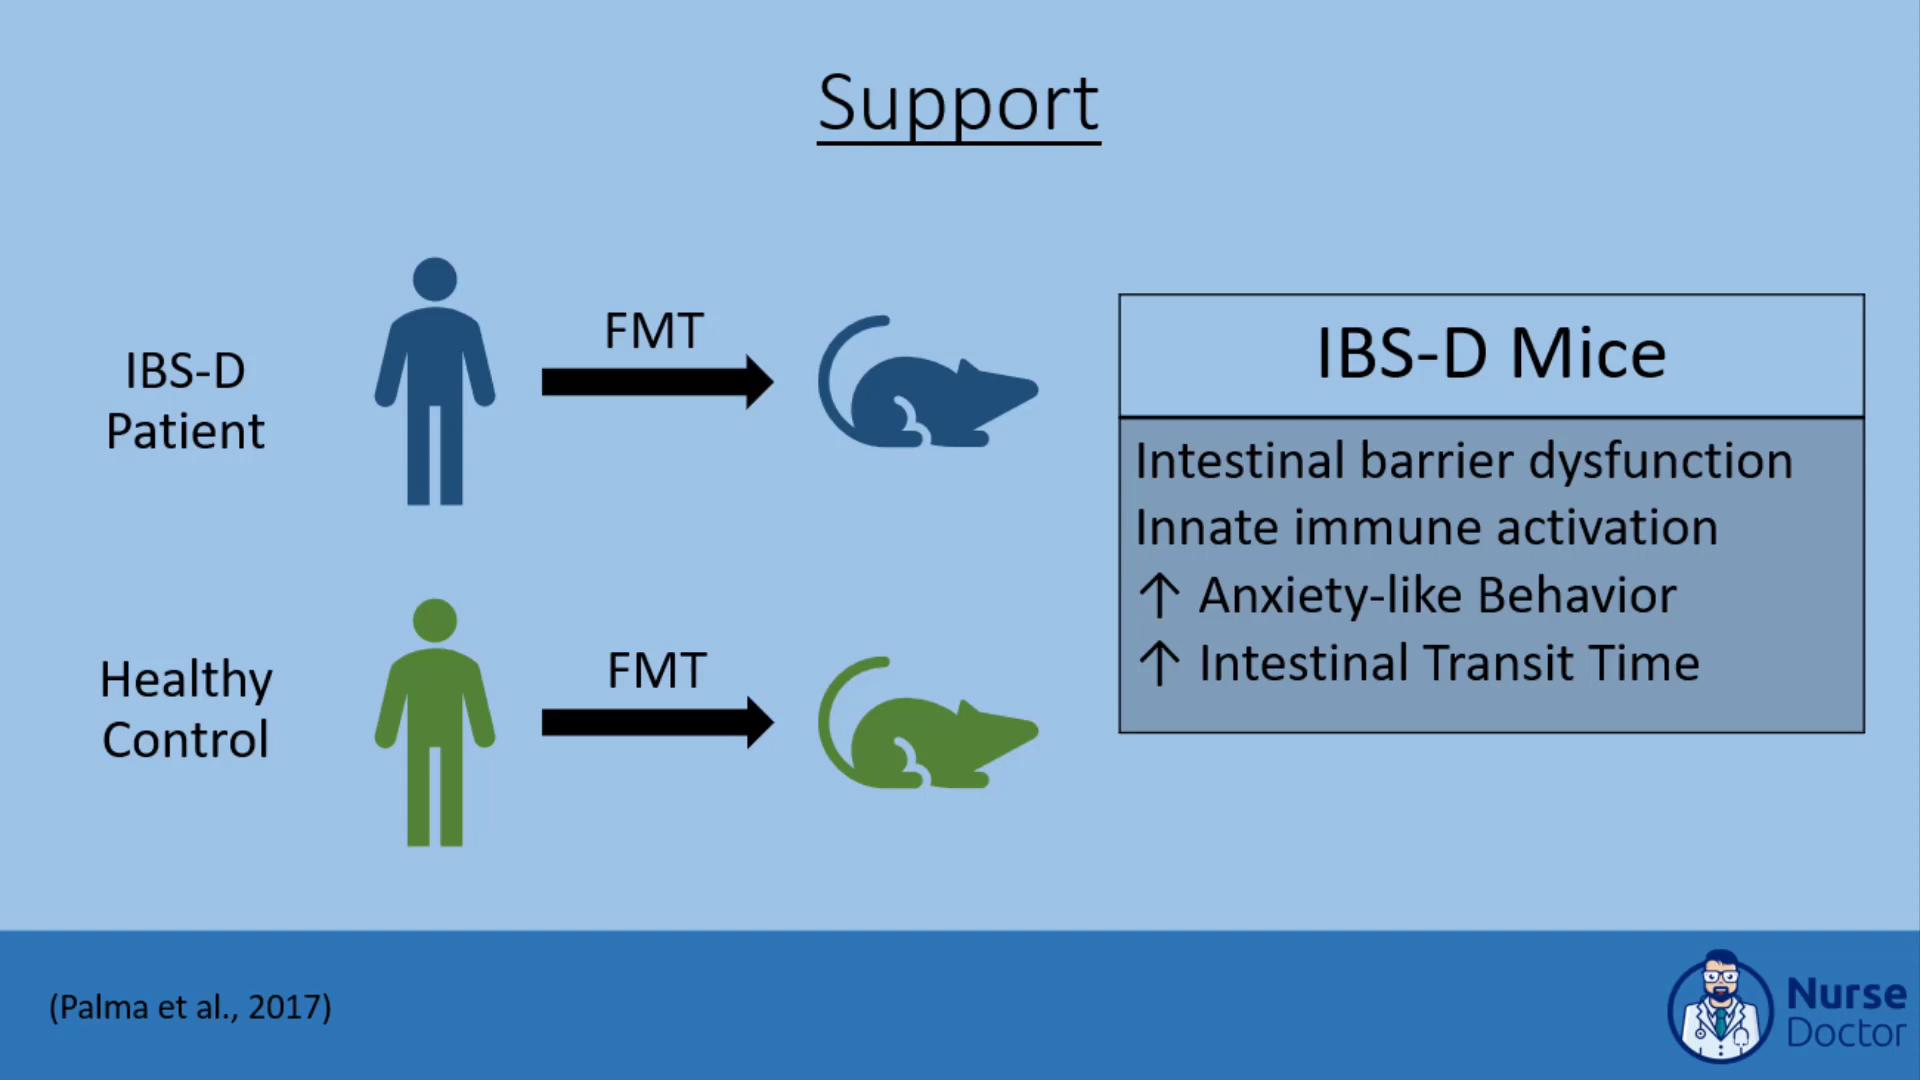 Support
IBS-D
Patient
FMT
Healthy
Control
FMT
IBS-D Mice
Intestinal barrier dysfunction
Innate immune activation
↑ Anxiety-like Behavior
↑ Intestinal Transit Time
(Palma et al., 2017)
Nurse
Doctor